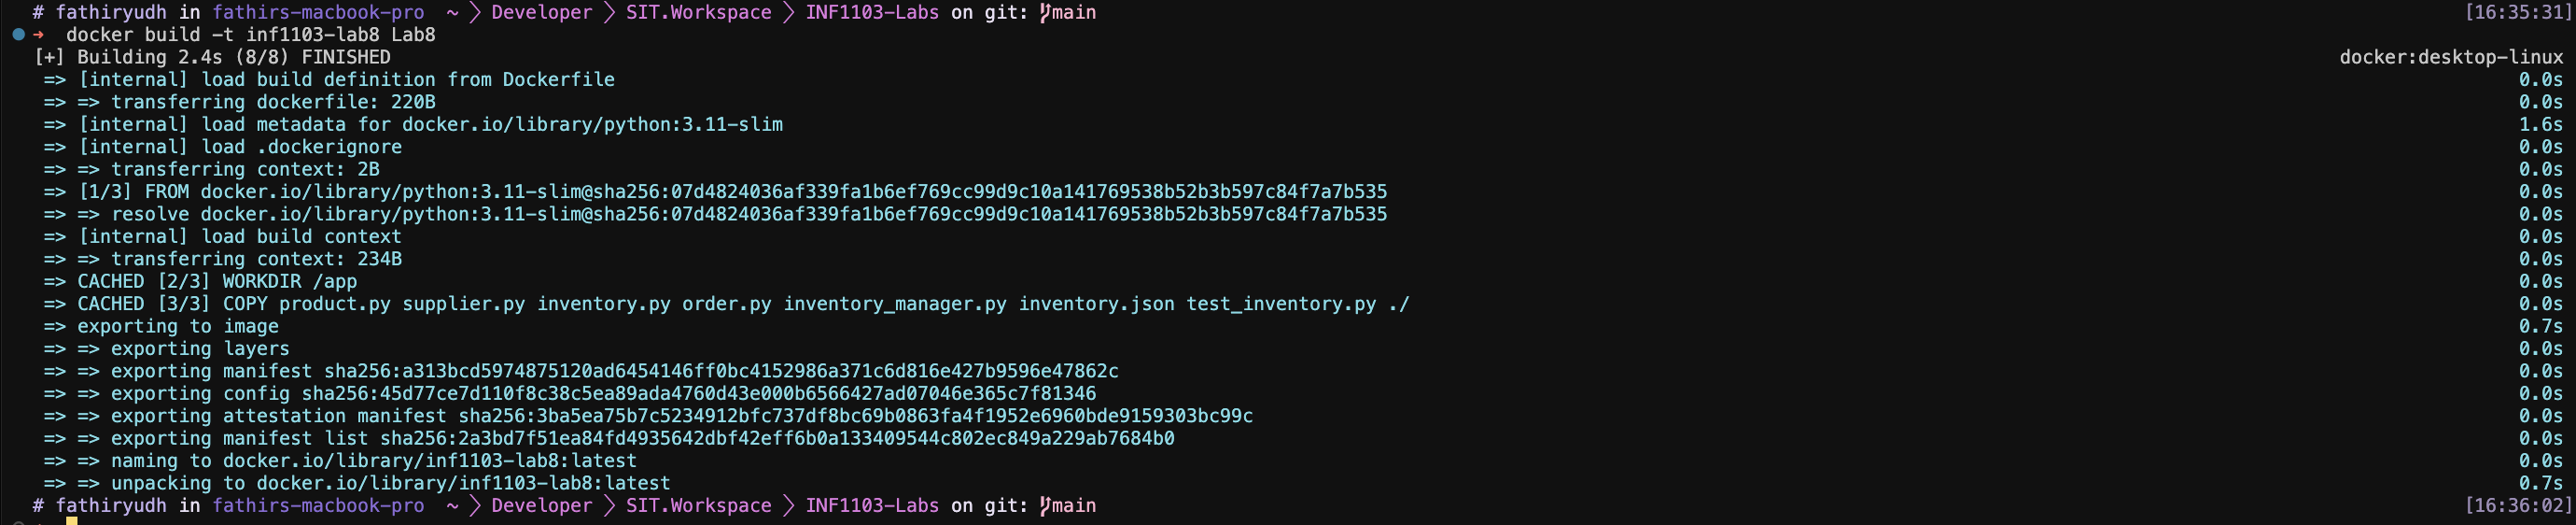 # fathiryudh in fathirs-macbook-pro ~ > Developer > SIT.Workspace > INF1103-Labs on git: main [16:35:31]
→ docker build -t inf1103-lab8 Lab8
[+] Building 2.4s (8/8) FINISHED docker:desktop-linux
=> [internal] load build definition from Dockerfile 0.0s
=> => transferring dockerfile: 220B 0.0s
=> [internal] load metadata for docker.io/library/python:3.11-slim 1.6s
=> [internal] load .dockerignore 0.0s
=> => transferring context: 2B 0.0s
=> [1/3] FROM docker.io/library/python:3.11-slim@sha256:07d4824036af339fa1b6ef769cc99d9c10a141769538b52b3b597c84f7a7b535 0.0s
=> => resolve docker.io/library/python:3.11-slim@sha256:07d4824036af339fa1b6ef769cc99d9c10a141769538b52b3b597c84f7a7b535 0.0s
=> [internal] load build context 0.0s
=> => transferring context: 234B 0.0s
=> CACHED [2/3] WORKDIR /app 0.0s
=> CACHED [3/3] COPY product.py supplier.py inventory.py order.py inventory_manager.py inventory.json test_inventory.py ./ 0.0s
=> exporting to image 0.7s
=> => exporting layers 0.0s
=> => exporting manifest sha256:a313bcd5974875120ad6454146ff0bc4152986a371c6d816e427b9596e47862c 0.0s
=> => exporting config sha256:45d77ce7d110f8c38c5ea89ada4760d43e000b6566427ad07046e365c7f81346 0.0s
=> => exporting attestation manifest sha256:3ba5ea75b7c5234912bfc737df8bc69b0863fa4f1952e6960bde9159303bc99c 0.0s
=> => exporting manifest list sha256:2a3bd7f51ea84fd4935642dbf42eff6b0a133409544c802ec849a229ab7684b0 0.0s
=> => naming to docker.io/library/inf1103-lab8:latest 0.0s
=> => unpacking to docker.io/library/inf1103-lab8:latest 0.7s
# fathiryudh in fathirs-macbook-pro ~ > Developer > SIT.Workspace > INF1103-Labs on git: main [16:36:02]